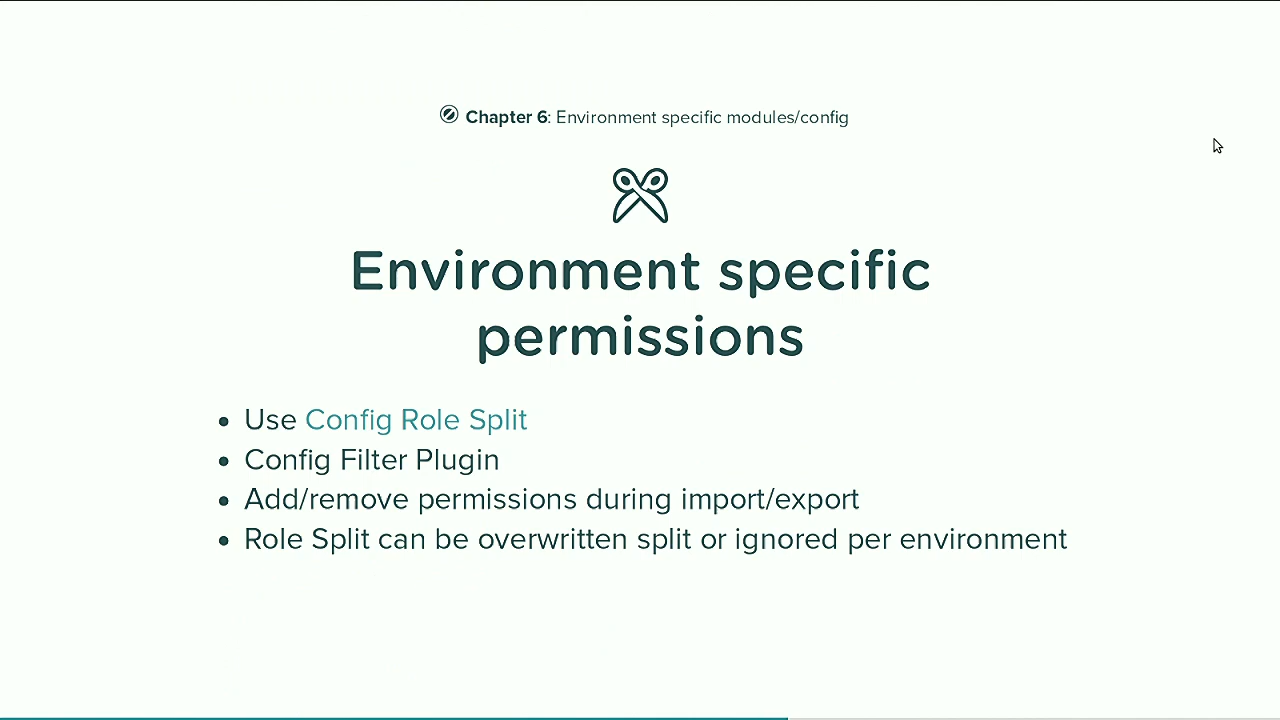 Chapter 6: Environment specific modules/config
Environment specific
permissions
Use Config Role Split
Config Filter Plugin
Add/remove permissions during import/export
Role Split can be overwritten split or ignored per environment